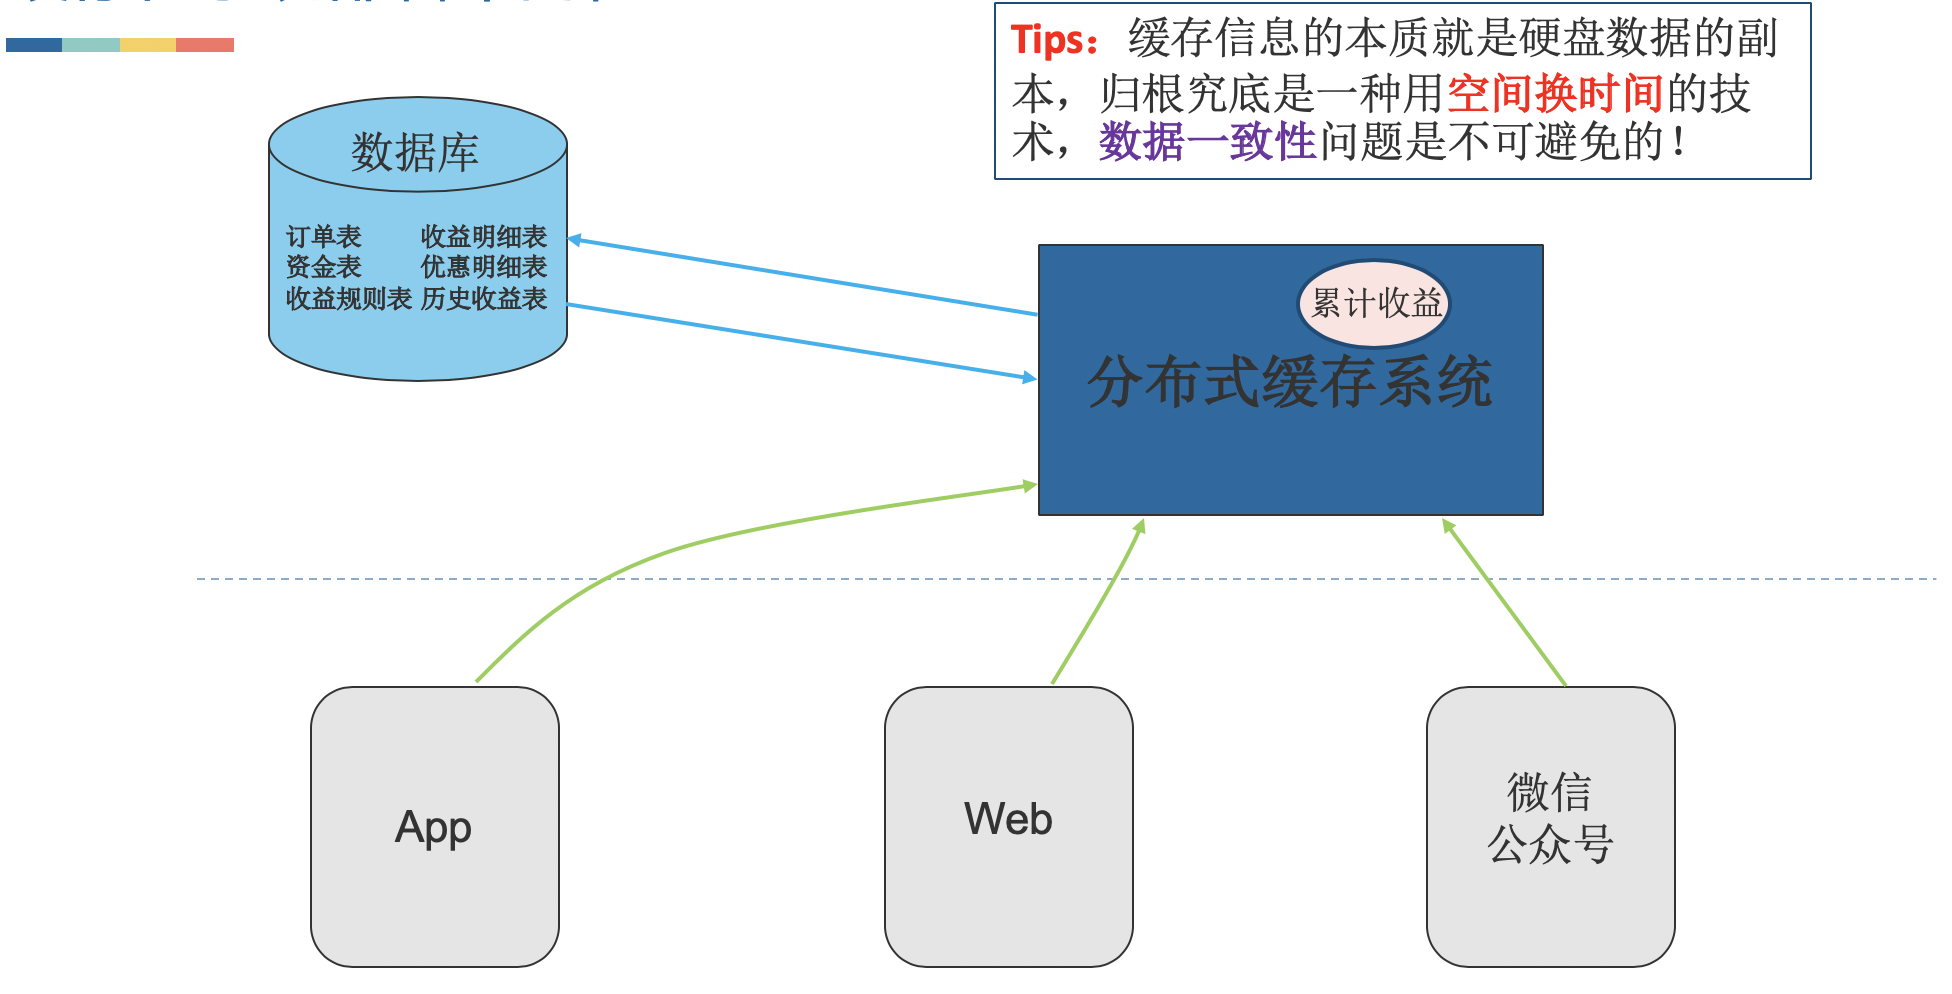 Tips：缓存信息的本质就是硬盘数据的副
本，归根究底是一种用空间换时间的技
术，数据一致性问题是不可避免的！
数据库
订单表 收益明细表
资金表 优惠明细表
收益规则表 历史收益表
累计收益
分布式缓存系统
App
Web
微信
公众号